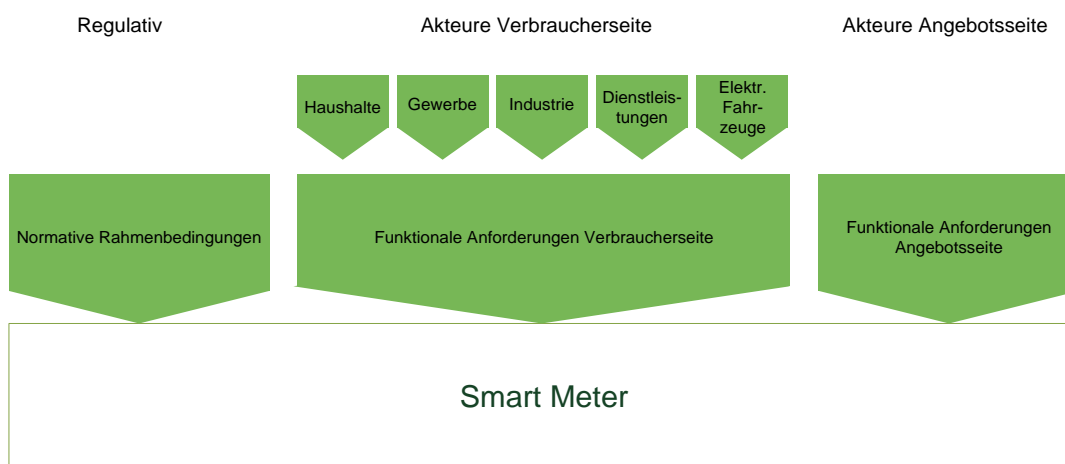 Regulativ
Akteure Verbraucherseite
Akteure Angebotsseite
Haushalte
Gewerbe
Industrie
Dienstleis-
tungen
Elektr.
Fahr-
zeuge
Normative Rahmenbedingungen
Funktionale Anforderungen Verbraucherseite
Funktionale Anforderungen
Angebotsseite
Smart Meter